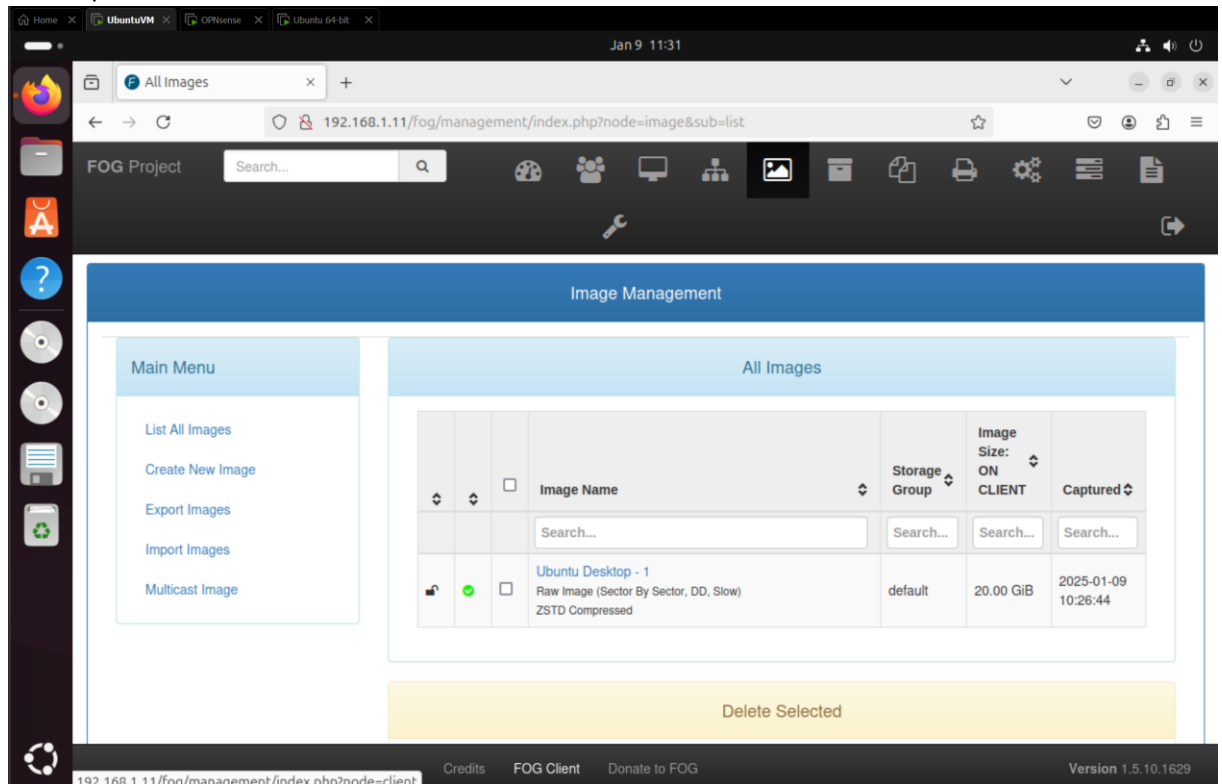 Home
UbuntuVM
OPNsense
Ubuntu 64-bit
Jan 9 11:31
All Images
192.168.1.11/fog/management/index.php?node=image&sub=list
FOG Project
Search...
Image Management
Main Menu
List All Images
Create New Image
Export Images
Import Images
Multicast Image
All Images
Image Name
Storage
Group
Image
Size:
ON
CLIENT
Captured
Search...
Search...
Search...
Search...
Ubuntu Desktop - 1
Raw Image (Sector By Sector, DD, Slow)
ZSTD Compressed
default
20.00 GiB
2025-01-09
10:26:44
Delete Selected
Credits
FOG Client
Donate to FOG
Version 1.5.10.1629
192.168.1.11/fog/management/index.php?node=client